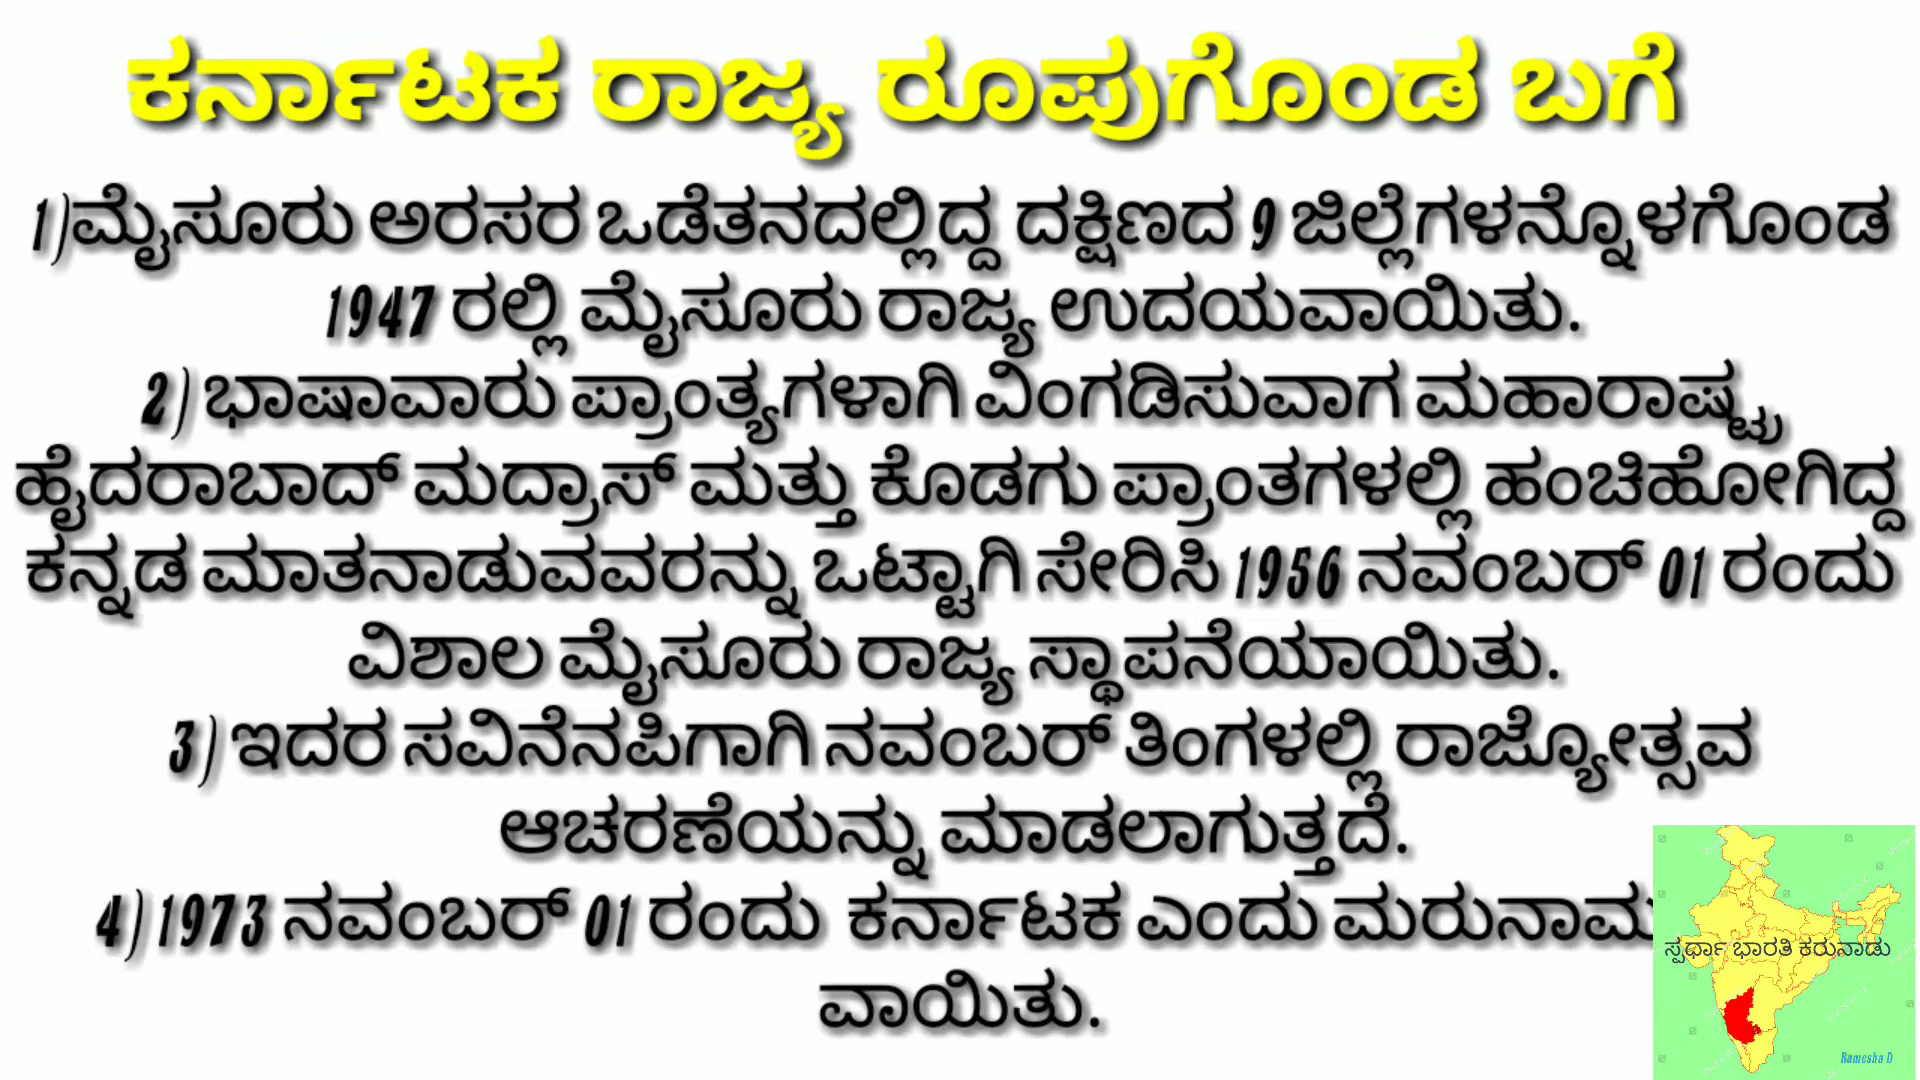 ಕರ್ನಾಟಕ ರಾಜ್ಯ ರೂಪುಗೊಂಡ ಬಗೆ
1)ಮೈಸೂರು ಅರಸರ ಒಡೆತನದಲ್ಲಿದ್ದ ದಕ್ಷಿಣದ 9 ಜಿಲ್ಲೆಗಳನ್ನೊಳಗೊಂಡ
1947 ರಲ್ಲಿ ಮೈಸೂರು ರಾಜ್ಯ ಉದಯವಾಯಿತು.
2) ಭಾಷಾವಾರು ಪ್ರಾಂತ್ಯಗಳಾಗಿ ವಿಂಗಡಿಸುವಾಗ ಮಹಾರಾಷ್ಟ್ರ
ಹೈದರಾಬಾದ್ ಮದ್ರಾಸ್ ಮತ್ತು ಕೊಡಗು ಪ್ರಾಂತಗಳಲ್ಲಿ ಹಂಚಿಹೋಗಿದ್ದ
ಕನ್ನಡ ಮಾತನಾಡುವವರನ್ನು ಒಟ್ಟಾಗಿ ಸೇರಿಸಿ 1956 ನವಂಬರ್ 01 ರಂದು
ವಿಶಾಲ ಮೈಸೂರು ರಾಜ್ಯ ಸ್ಥಾಪನೆಯಾಯಿತು.
3) ಇದರ ಸವಿನೆನಪಿಗಾಗಿ ನವಂಬರ್ ತಿಂಗಳಲ್ಲಿ ರಾಜ್ಯೋತ್ಸವ
ಆಚರಣೆಯನ್ನು ಮಾಡಲಾಗುತ್ತದೆ.
4)1973 ನವಂಬರ್ 01 ರಂದು ಕರ್ನಾಟಕ ಎಂದು ಮರುನಾಮ
ವಾಯಿತು.
ಸ್ಪರ್ಧಾ ಭಾರತಿ ಕರುನಾಡು
Ramesha D